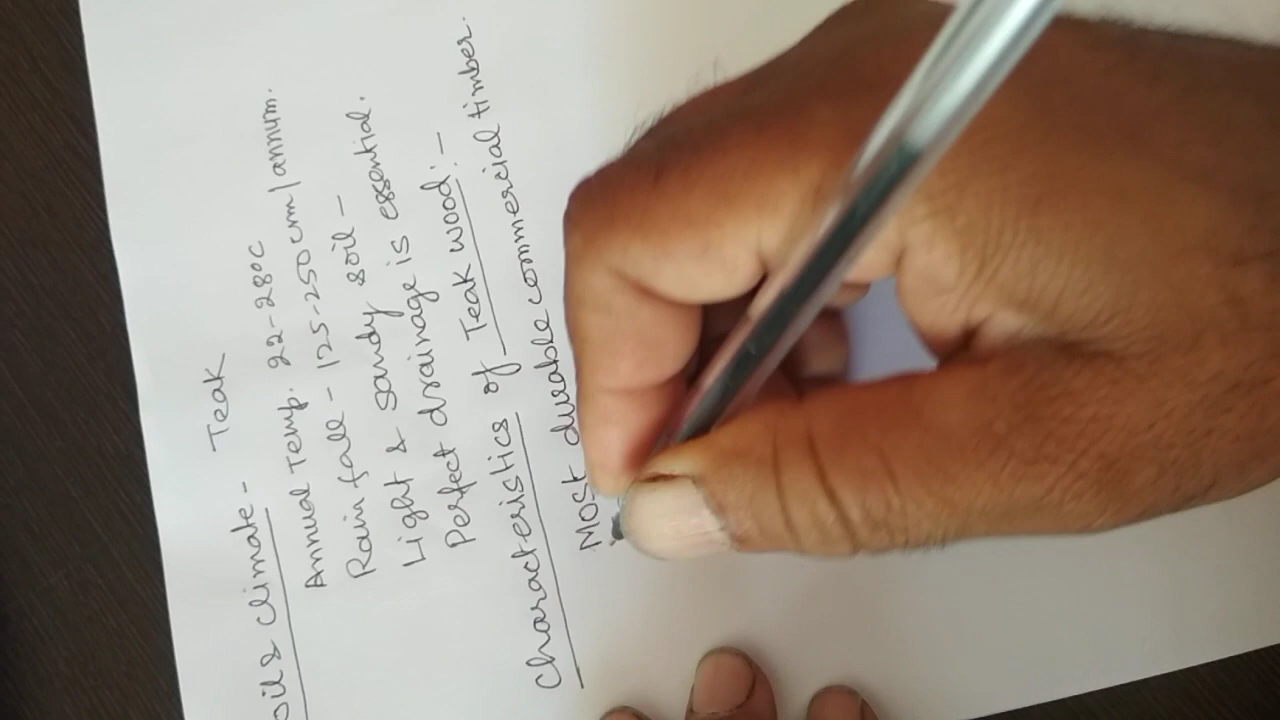 Teak
oil & climate -
Annual Temp. 22-28°C
Rain fall - 125-250 cm/annum.
Light & sandy soil -
Perfect drainage is essential.
Characteristics of Teak wood:-
Most durable commercial timber.